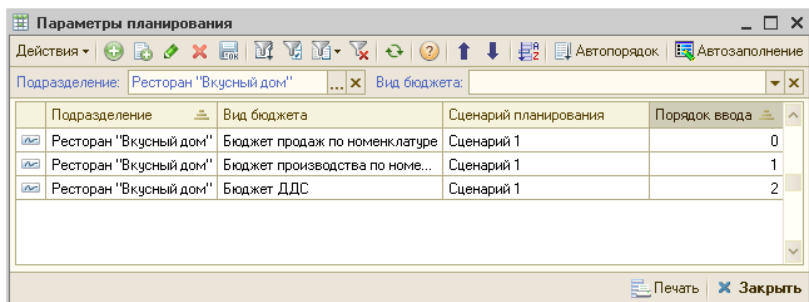 Параметры планирования
Действия Автопорядок Автозаполнение
Подразделение: Ресторан "Вкусный дом" ... Вид бюджета:
Подразделение Вид бюджета Сценарий планирования Порядок ввода
Ресторан "Вкусный дом" Бюджет продаж по номенклатуре Сценарий 1 0
Ресторан "Вкусный дом" Бюджет производства по номе... Сценарий 1 1
Ресторан "Вкусный дом" Бюджет ДДС Сценарий 1 2
Печать Закрыть